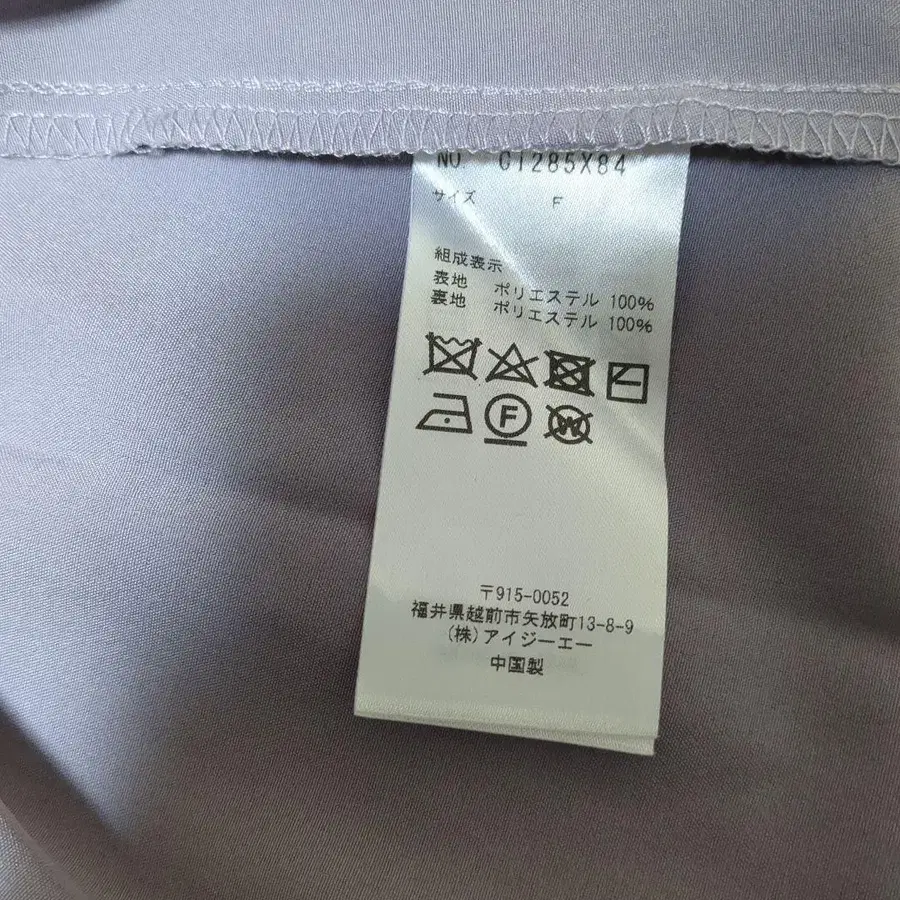 NO. CI285X84
サイズ F
組成表示
表地 ポリエステル 100%
裏地 ポリエステル 100%
F
W
〒915-0052
福井県越前市矢放町13-8-9
(株)アイジーエー
中国製